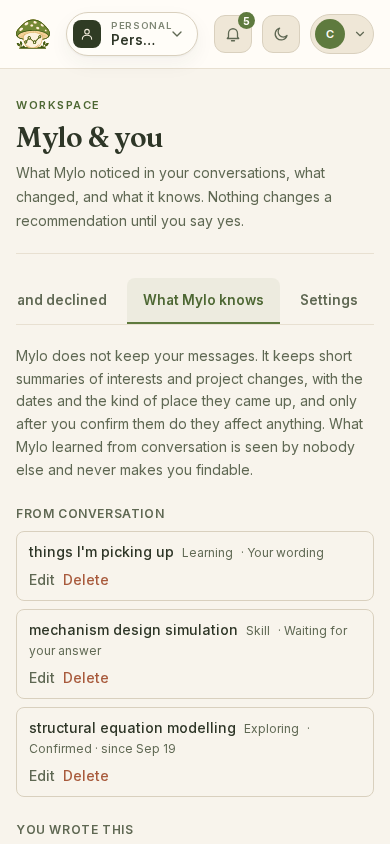 PERSONAL
Pers...
5
C
WORKSPACE
Mylo & you
What Mylo noticed in your conversations, what
changed, and what it knows. Nothing changes a
recommendation until you say yes.
and declined
What Mylo knows
Settings
Mylo does not keep your messages. It keeps short
summaries of interests and project changes, with the
dates and the kind of place they came up, and only
after you confirm them do they affect anything. What
Mylo learned from conversation is seen by nobody
else and never makes you findable.
FROM CONVERSATION
things I'm picking up Learning · Your wording
Edit Delete
mechanism design simulation Skill · Waiting for
your answer
Edit Delete
structural equation modelling Exploring ·
Confirmed · since Sep 19
Edit Delete
YOU WROTE THIS